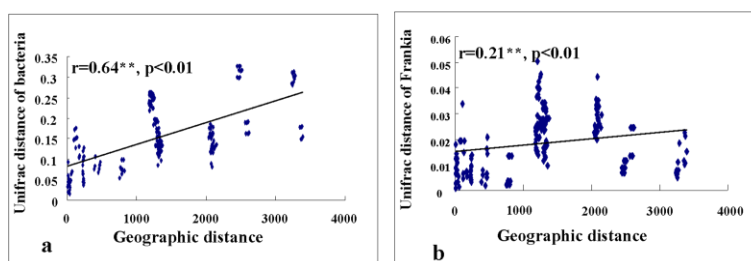 r=0.64**, p<0.01
Unifrac distance of bacteria
0.35
0.3
0.25
0.2
0.15
0.1
0.05
0
0 1000 2000 3000 4000
Geographic distance
a
r=0.21**, p<0.01
Unifrac distance of Frankia
0.06
0.05
0.04
0.03
0.02
0.01
0
0 1000 2000 3000 4000
Geographic distance
b